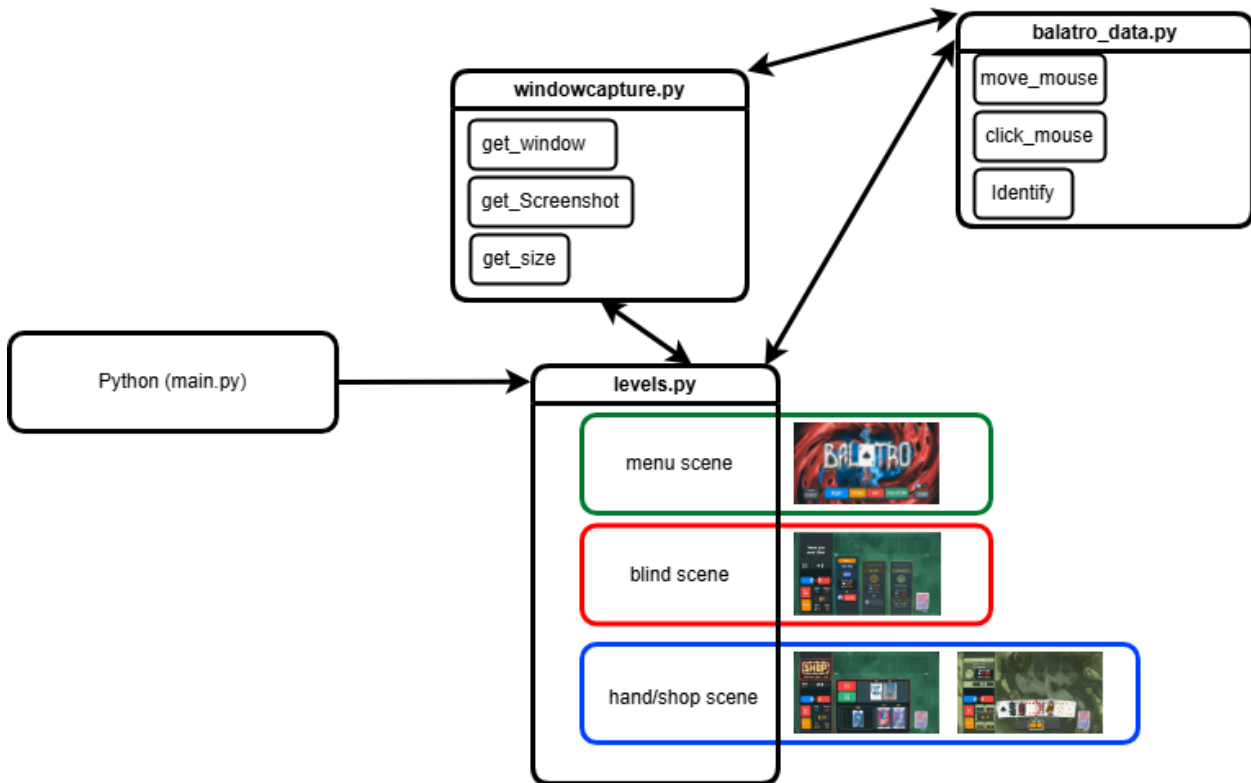 balatro_data.py
move_mouse
click_mouse
Identify
windowcapture.py
get_window
get_Screenshot
get_size
Python (main.py)
levels.py
menu scene
BALATRO
blind scene
hand/shop scene
SHOP